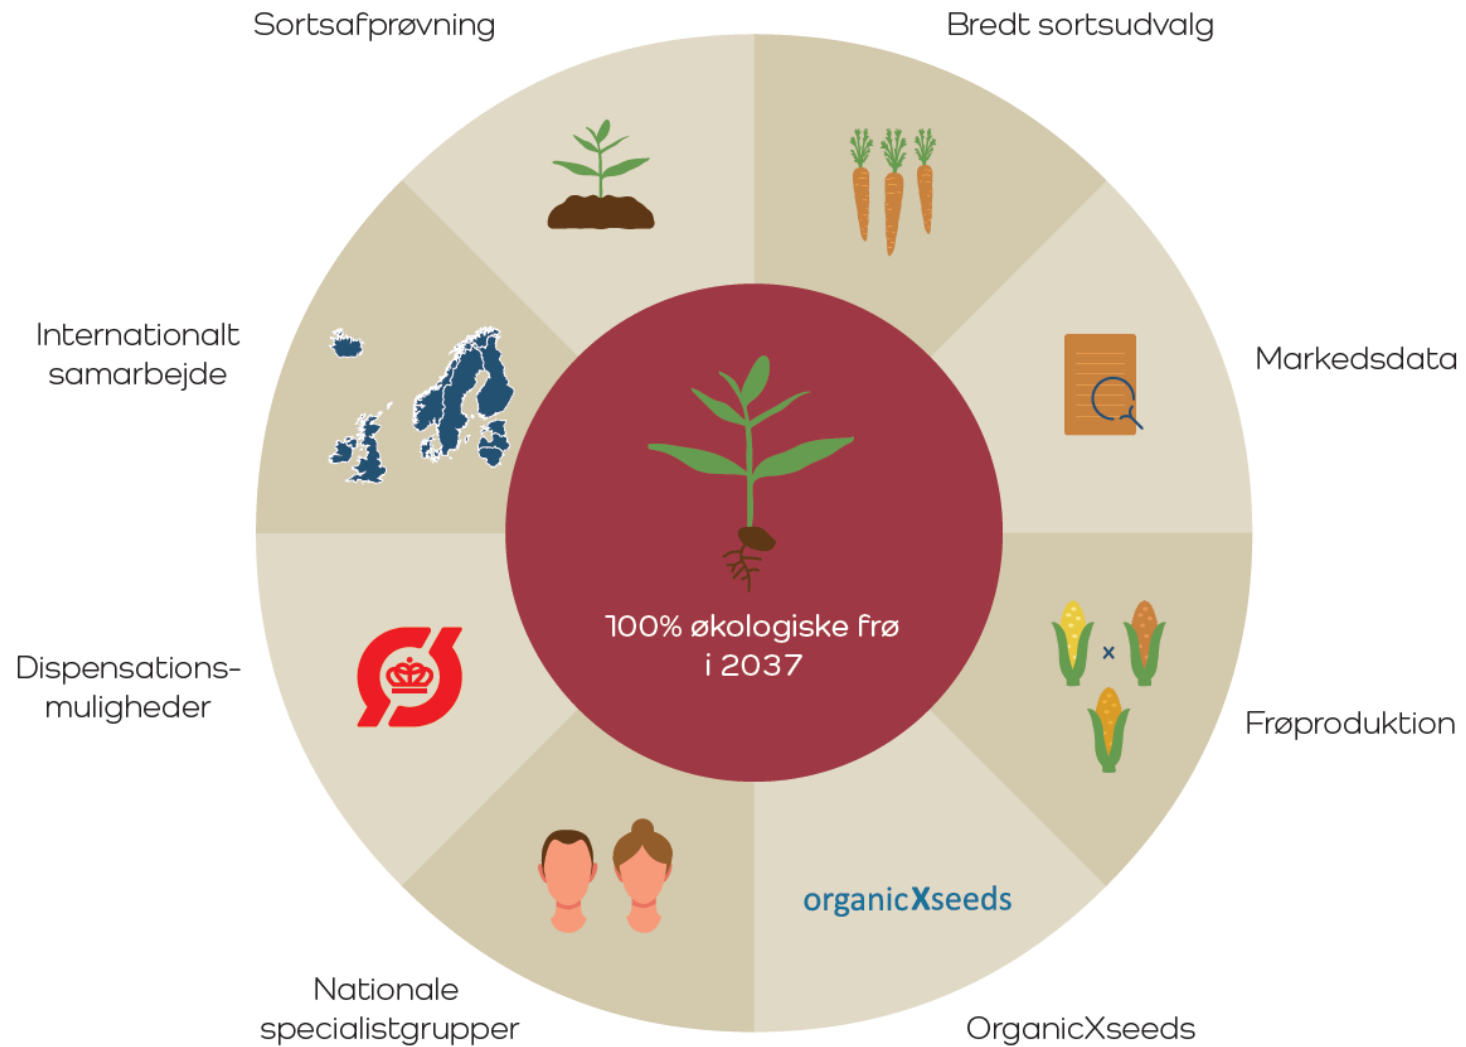 Sortsafprøvning
Bredt sortsudvalg
Internationalt
samarbejde
Markedsdata
100% økologiske frø
i 2037
Dispensations-
muligheder
Frøproduktion
organicXseeds
Nationale
specialistgrupper
OrganicXseeds